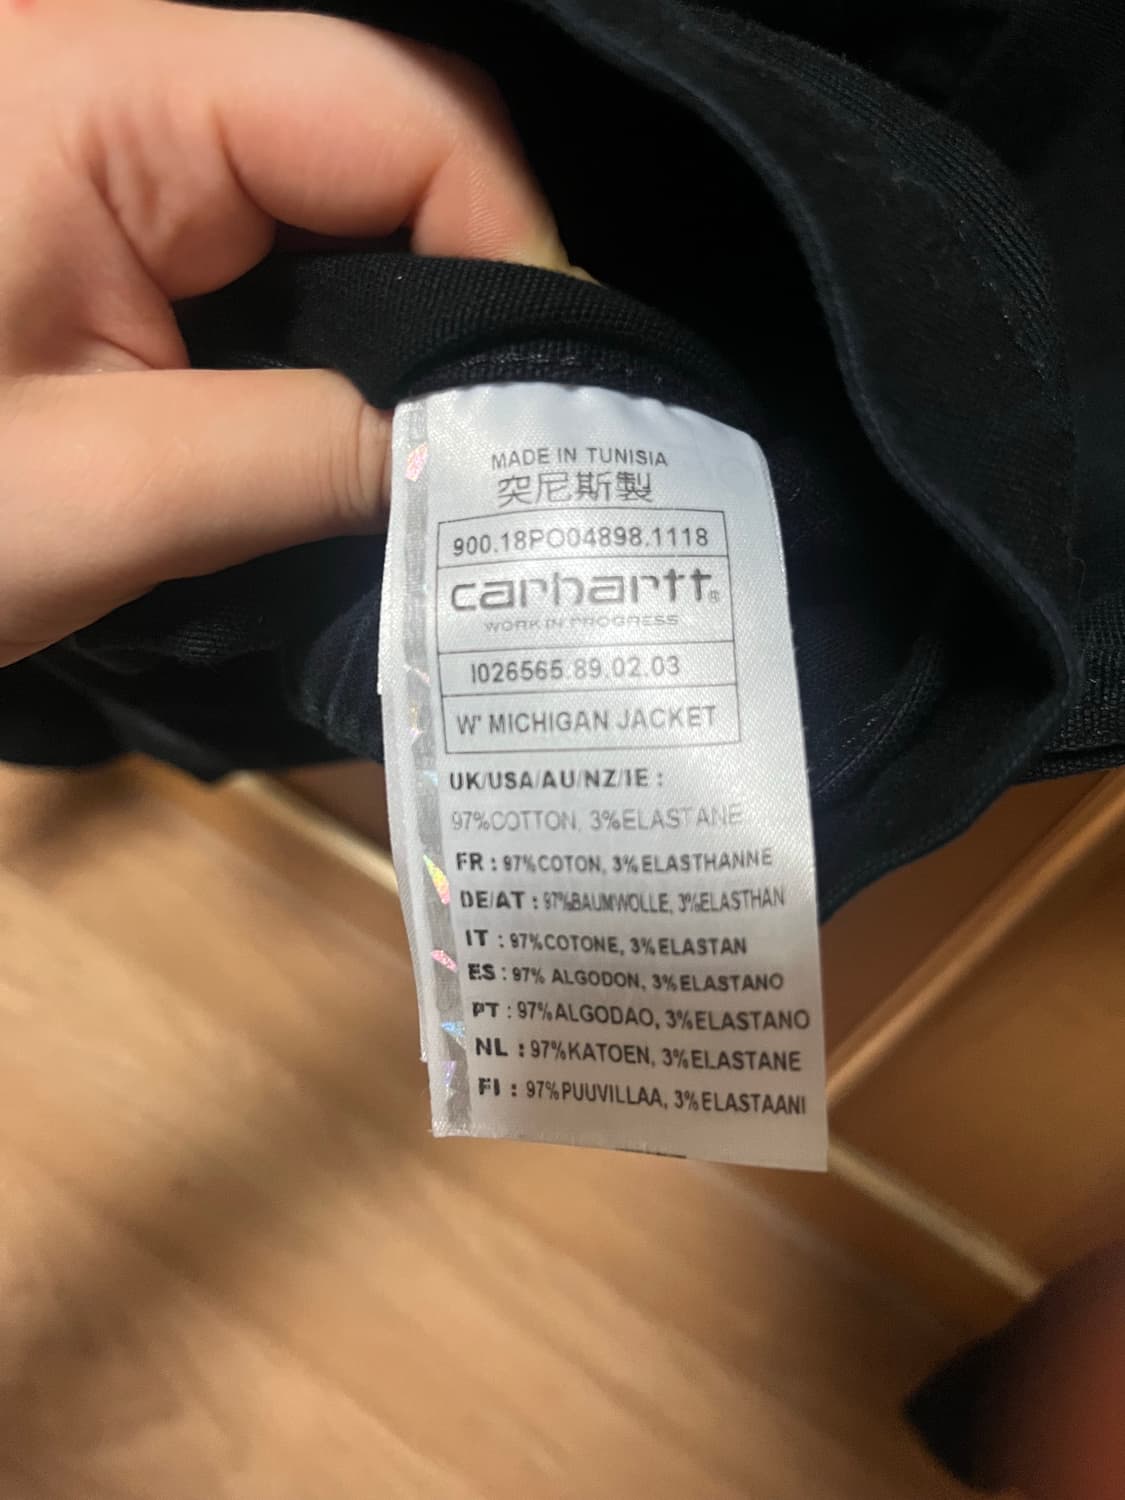 MADE IN TUNISIA
突尼斯製
900.18PO04898.1118
carhartt®
WORK IN PROGRESS
I026565.89.02.03
W' MICHIGAN JACKET
UK/USA/AU/NZ/IE :
97%COTTON, 3%ELASTANE
FR : 97%COTON, 3%ELASTHANNE
DE/AT : 97%BAUMWOLLE, 3%ELASTHAN
IT : 97%COTONE, 3%ELASTAN
ES : 97% ALGODON, 3%ELASTANO
PT : 97%ALGODAO, 3%ELASTANO
NL : 97%KATOEN, 3%ELASTANE
FI : 97%PUUVILLAA, 3%ELASTAANI